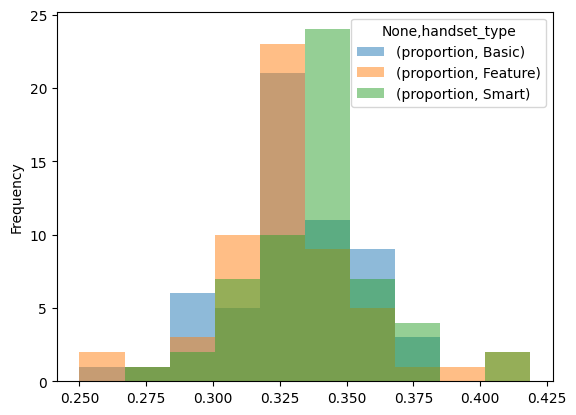 25
20
15
10
5
0
Frequency
None,handset_type
(proportion, Basic)
(proportion, Feature)
(proportion, Smart)
0.250
0.275
0.300
0.325
0.350
0.375
0.400
0.425